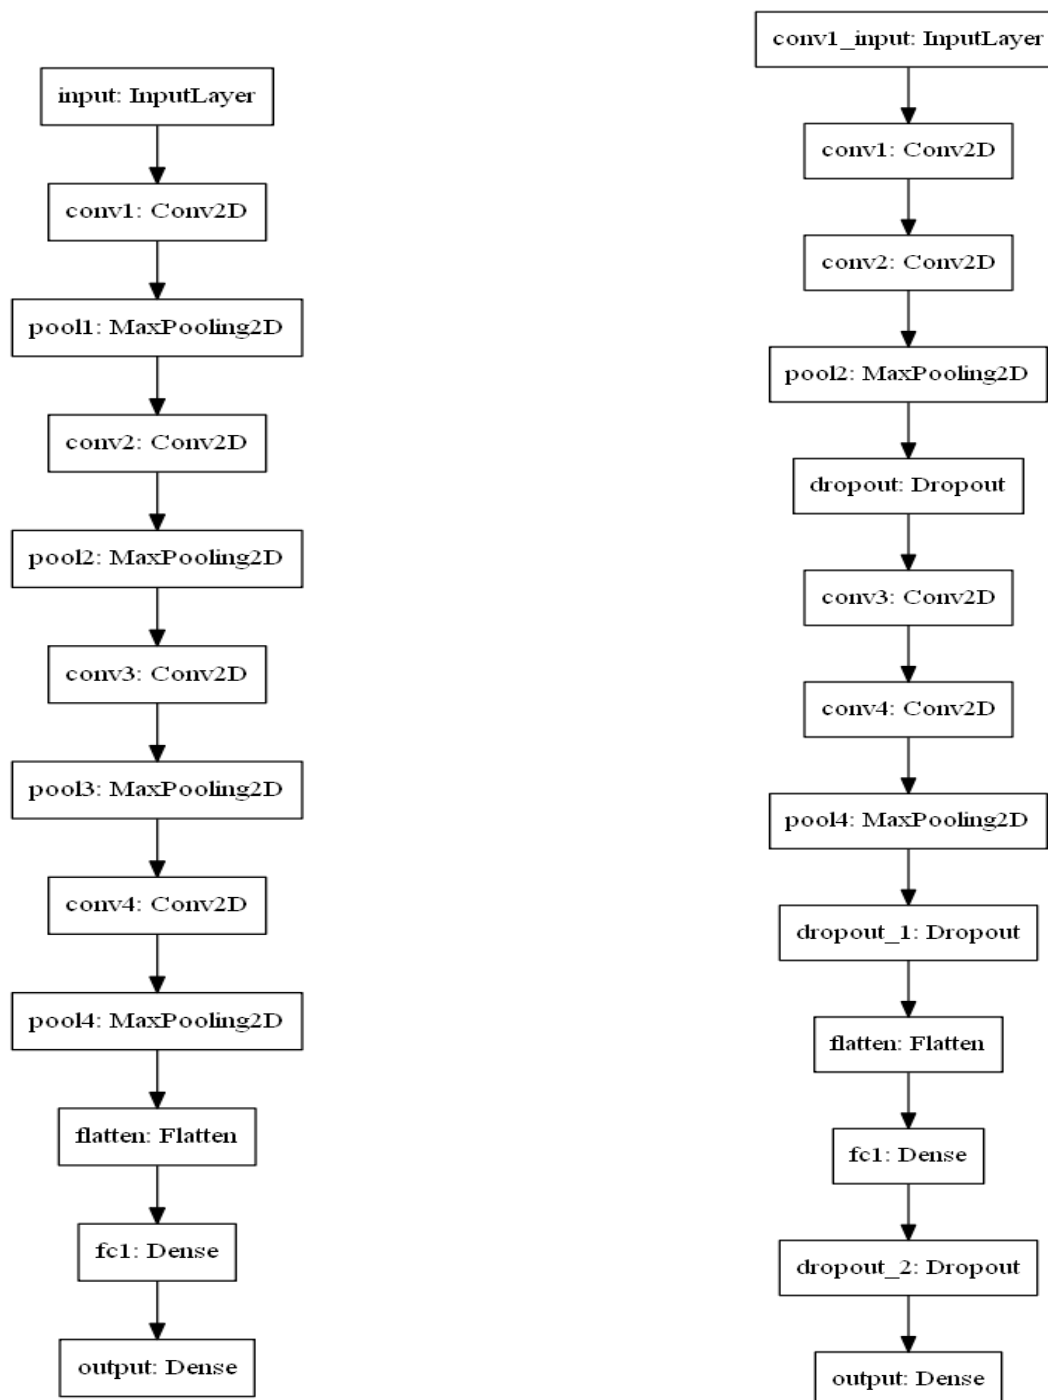 input: InputLayer
conv1: Conv2D
pool1: MaxPooling2D
conv2: Conv2D
pool2: MaxPooling2D
conv3: Conv2D
pool3: MaxPooling2D
conv4: Conv2D
pool4: MaxPooling2D
flatten: Flatten
fc1: Dense
output: Dense
conv1_input: InputLayer
conv1: Conv2D
conv2: Conv2D
pool2: MaxPooling2D
dropout: Dropout
conv3: Conv2D
conv4: Conv2D
pool4: MaxPooling2D
dropout_1: Dropout
flatten: Flatten
fc1: Dense
dropout_2: Dropout
output: Dense